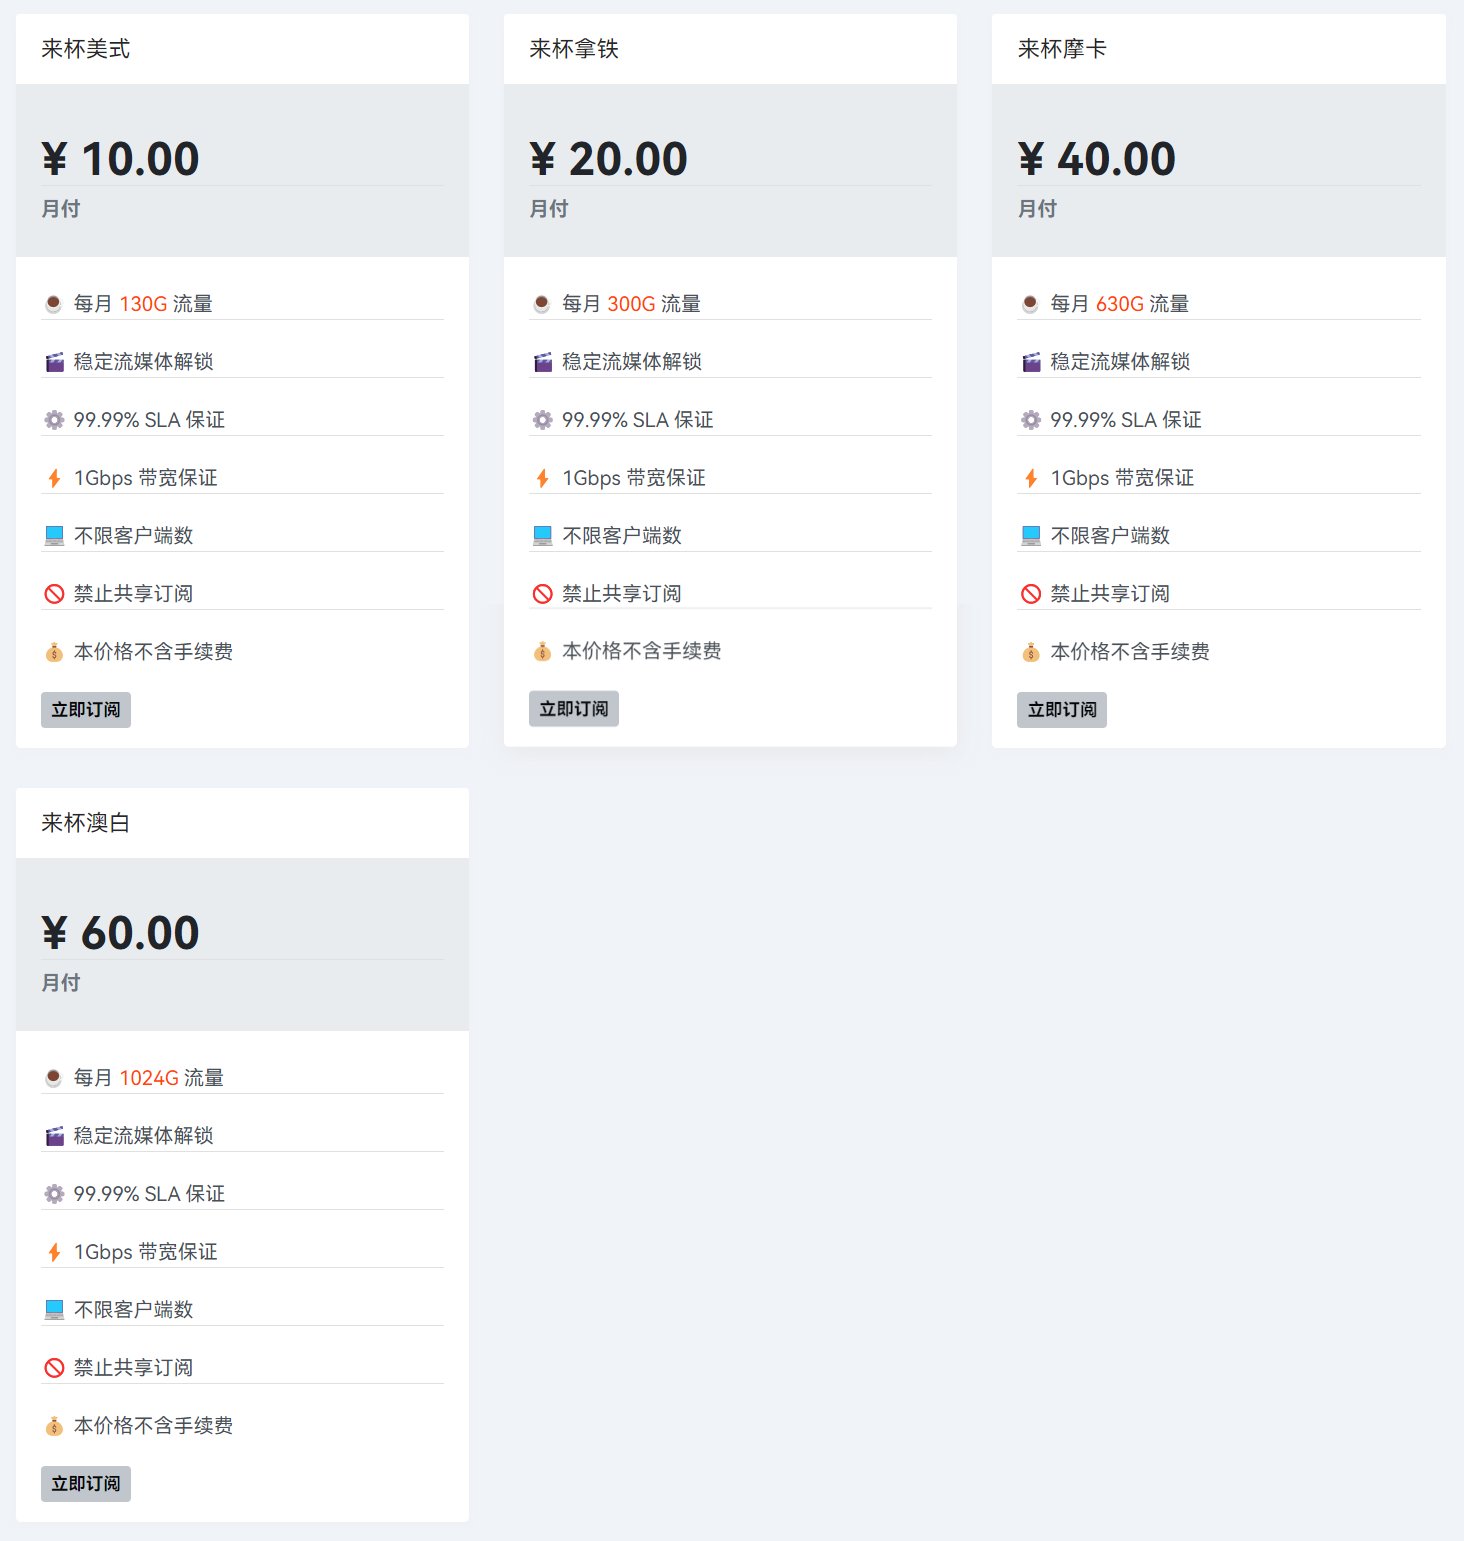 来杯美式
¥ 10.00
月付
每月 130G 流量
稳定流媒体解锁
99.99% SLA 保证
1Gbps 带宽保证
不限客户端数
禁止共享订阅
本价格不含手续费
立即订阅
来杯拿铁
¥ 20.00
月付
每月 300G 流量
稳定流媒体解锁
99.99% SLA 保证
1Gbps 带宽保证
不限客户端数
禁止共享订阅
本价格不含手续费
立即订阅
来杯摩卡
¥ 40.00
月付
每月 630G 流量
稳定流媒体解锁
99.99% SLA 保证
1Gbps 带宽保证
不限客户端数
禁止共享订阅
本价格不含手续费
立即订阅
来杯澳白
¥ 60.00
月付
每月 1024G 流量
稳定流媒体解锁
99.99% SLA 保证
1Gbps 带宽保证
不限客户端数
禁止共享订阅
本价格不含手续费
立即订阅